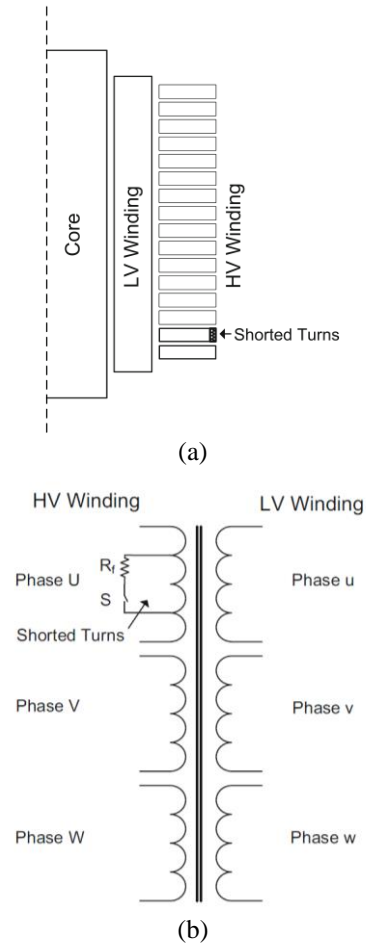 Core
LV Winding
HV Winding
Shorted Turns
(a)
HV Winding
LV Winding
Rf
Phase U
Phase u
S
Shorted Turns
Phase V
Phase v
Phase W
Phase w
(b)